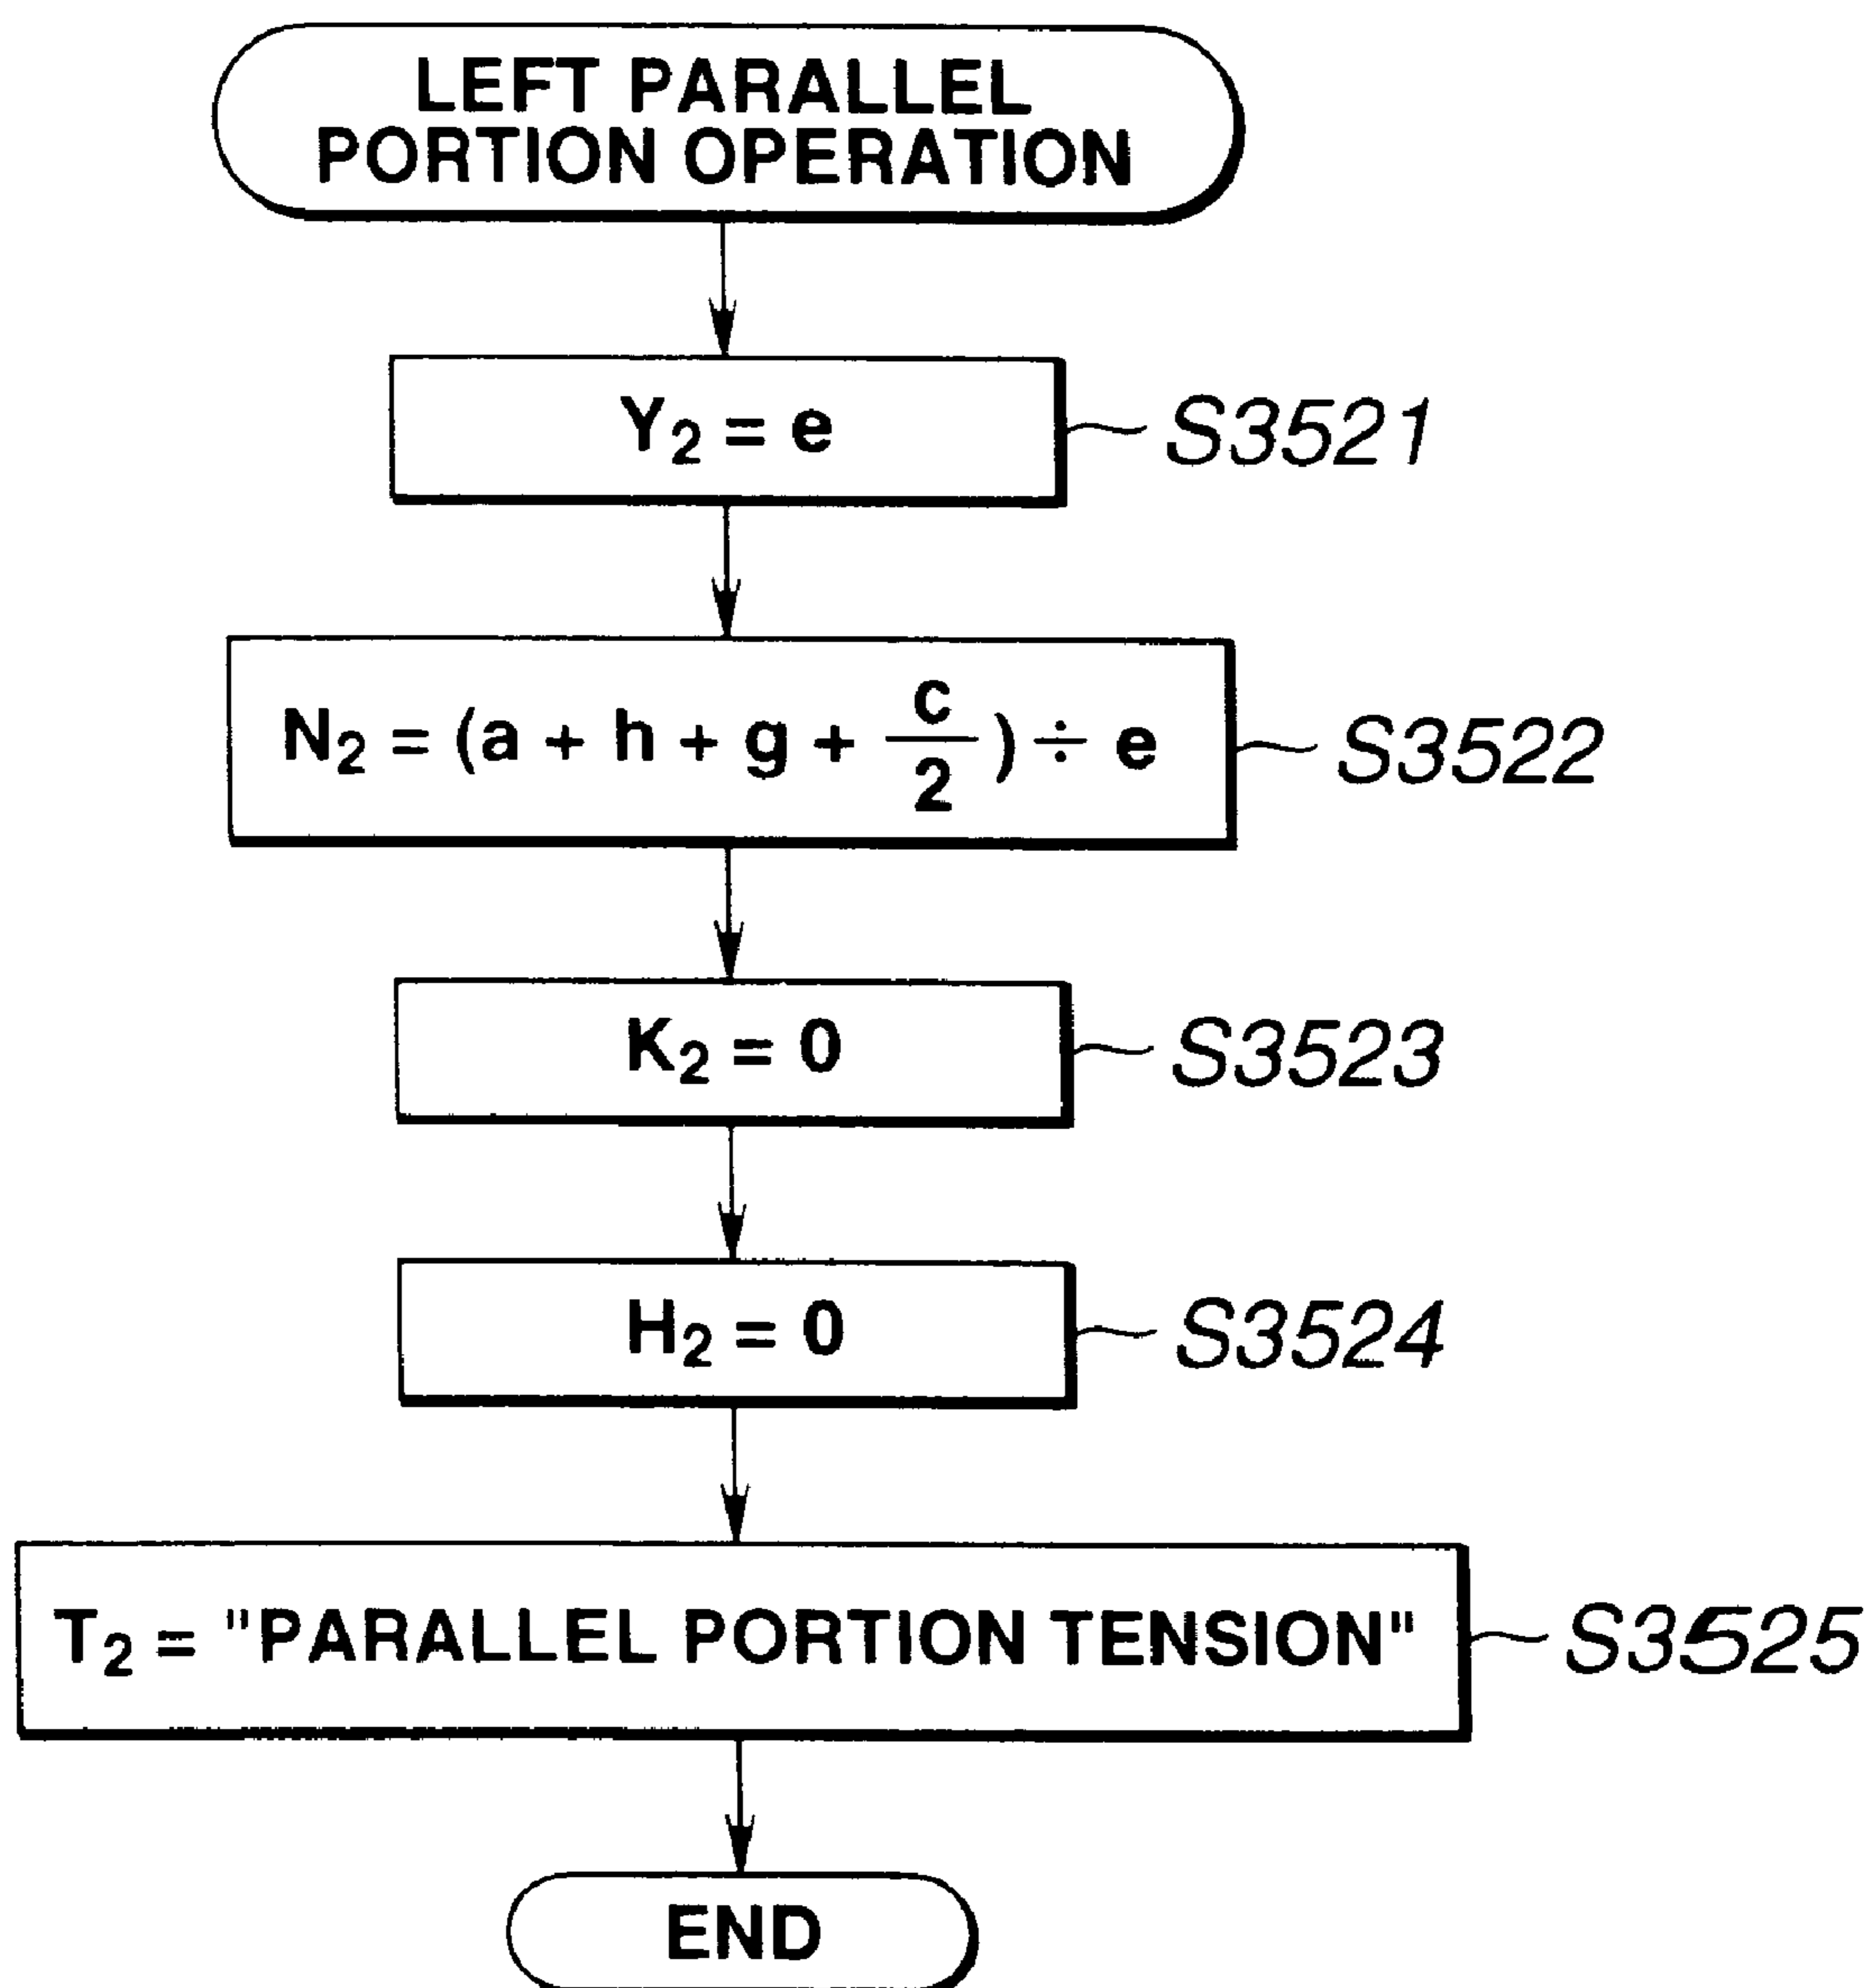 LEFT PARALLEL
PORTION OPERATION
Y₂ = e
S3521
N₂ = (a + h + g + c/2) ÷ e
S3522
K₂ = 0
S3523
H₂ = 0
S3524
T₂ = "PARALLEL PORTION TENSION"
S3525
END